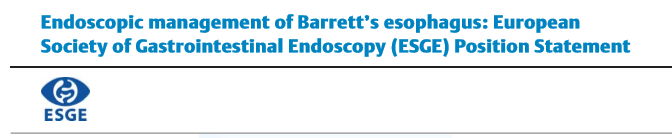 Endoscopic management of Barrett's esophagus: European
Society of Gastrointestinal Endoscopy (ESGE) Position Statement
ESGE